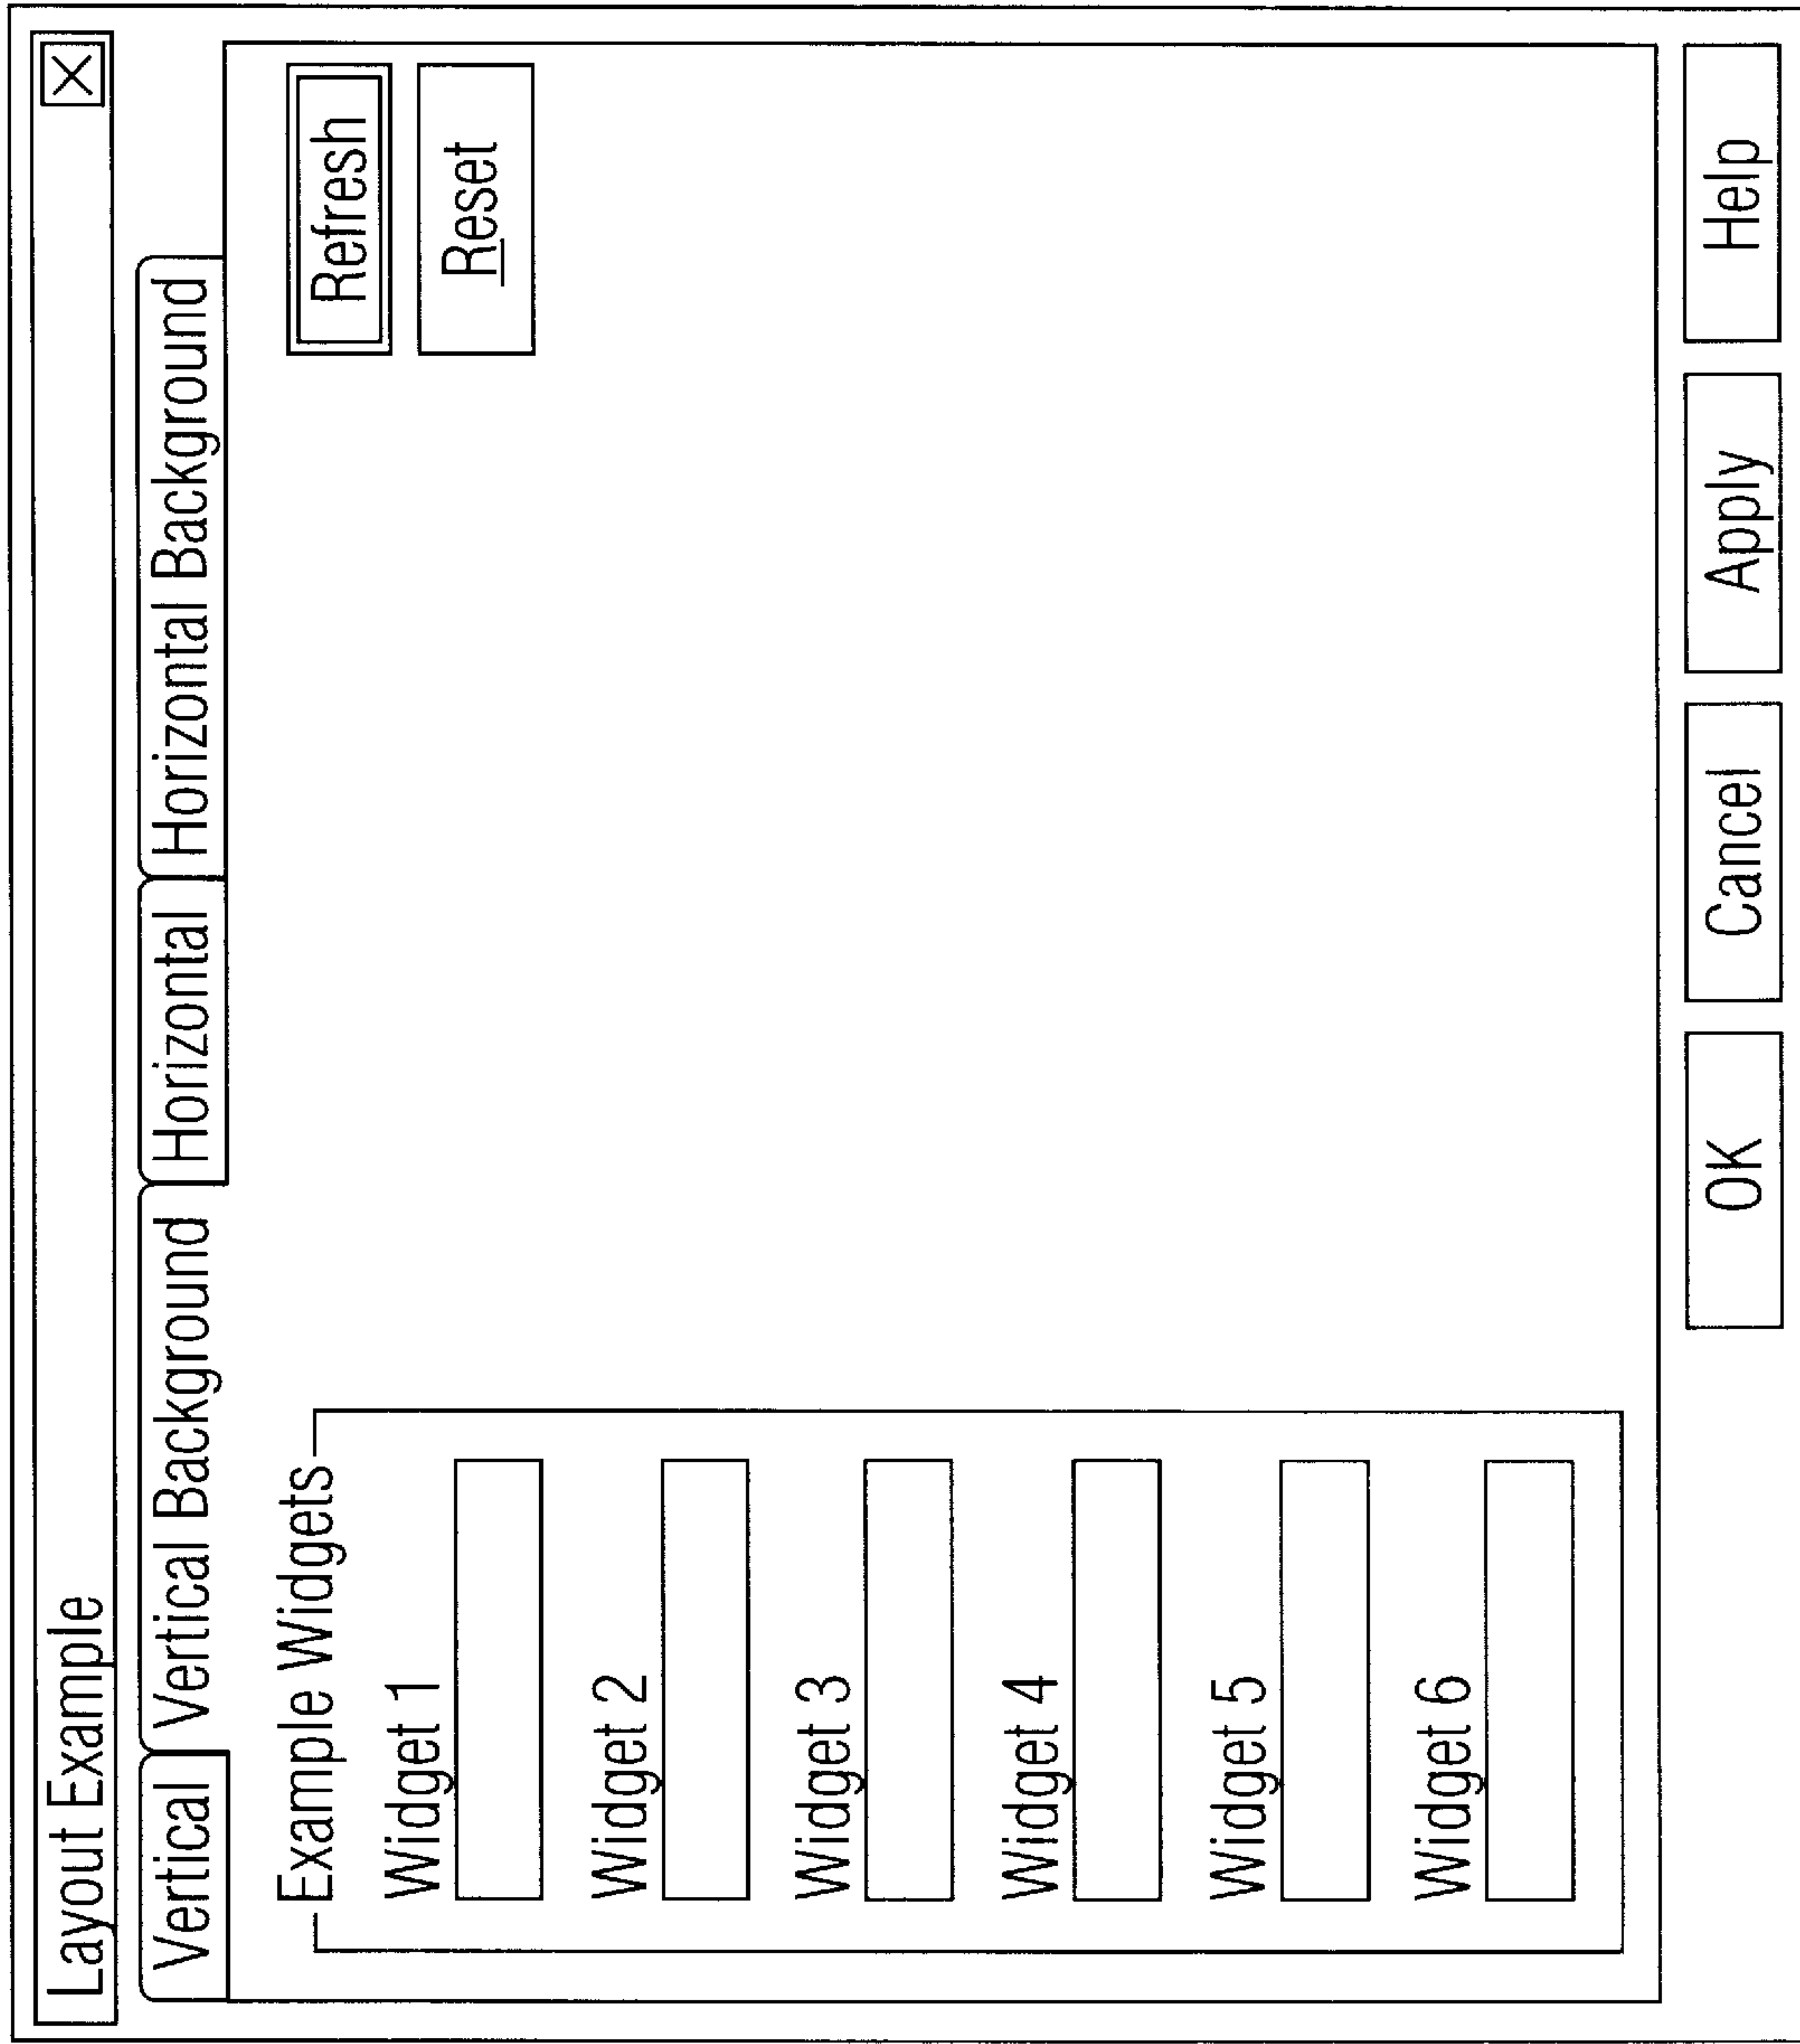 Layout Example
Vertical
Vertical Background
Horizontal
Horizontal Background
Example Widgets
Widget 1
Widget 2
Widget 3
Widget 4
Widget 5
Widget 6
Refresh
Reset
OK
Cancel
Apply
Help